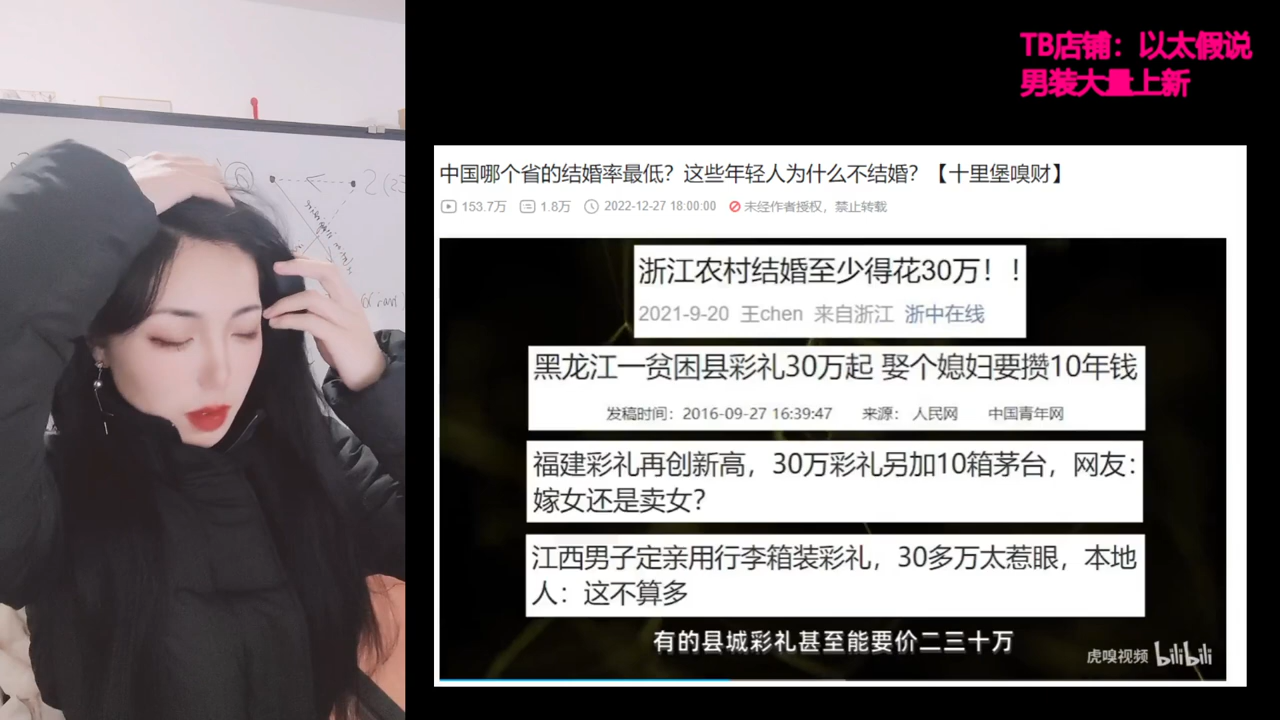 TB店铺：以太假说
男装大量上新
中国哪个省的结婚率最低？这些年轻人为什么不结婚？【十里堡嗅财】
153.7万 1.8万 2022-12-27 18:00:00 未经作者授权，禁止转载
浙江农村结婚至少得花30万！！
2021-9-20 王chen 来自浙江 浙中在线
黑龙江一贫困县彩礼30万起 娶个媳妇要攒10年钱
发稿时间：2016-09-27 16:39:47 来源： 人民网 中国青年网
福建彩礼再创新高，30万彩礼另加10箱茅台，网友：
嫁女还是卖女？
江西男子定亲用行李箱装彩礼，30多万太惹眼，本地
人：这不算多
有的县城彩礼甚至能要价二三十万
虎嗅视频 bilibili